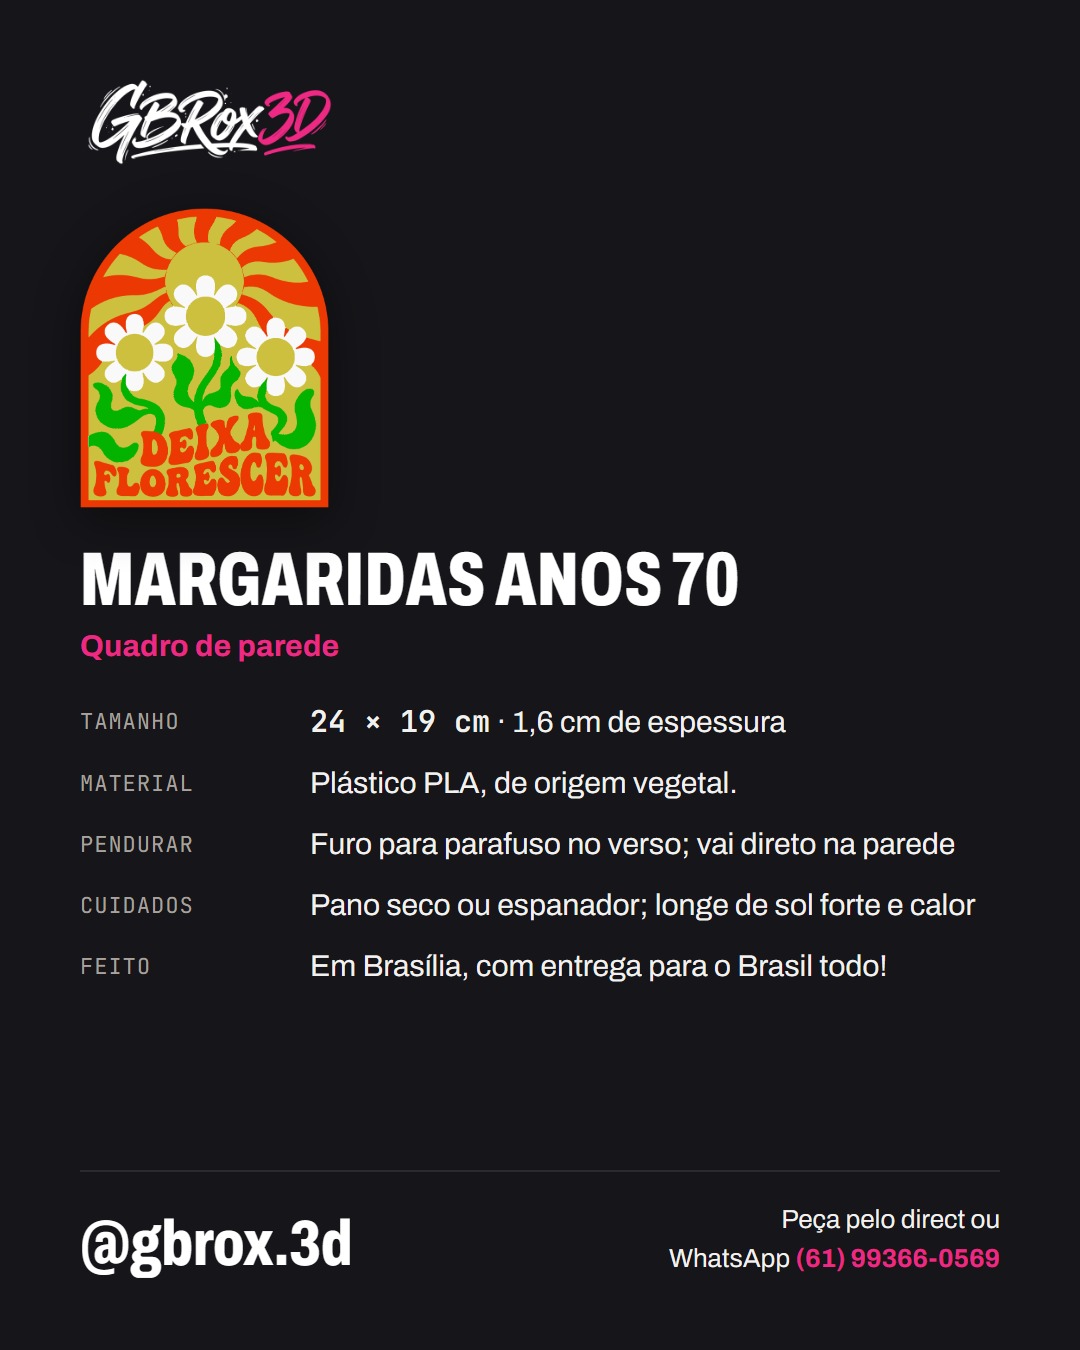 GBRox3D
DEIXA
FLORESCER
MARGARIDAS ANOS 70
Quadro de parede
TAMANHO 24 × 19 cm · 1,6 cm de espessura
MATERIAL Plástico PLA, de origem vegetal.
PENDURAR Furo para parafuso no verso; vai direto na parede
CUIDADOS Pano seco ou espanador; longe de sol forte e calor
FEITO Em Brasília, com entrega para o Brasil todo!
@gbrox.3d
Peça pelo direct ou
WhatsApp (61) 99366-0569